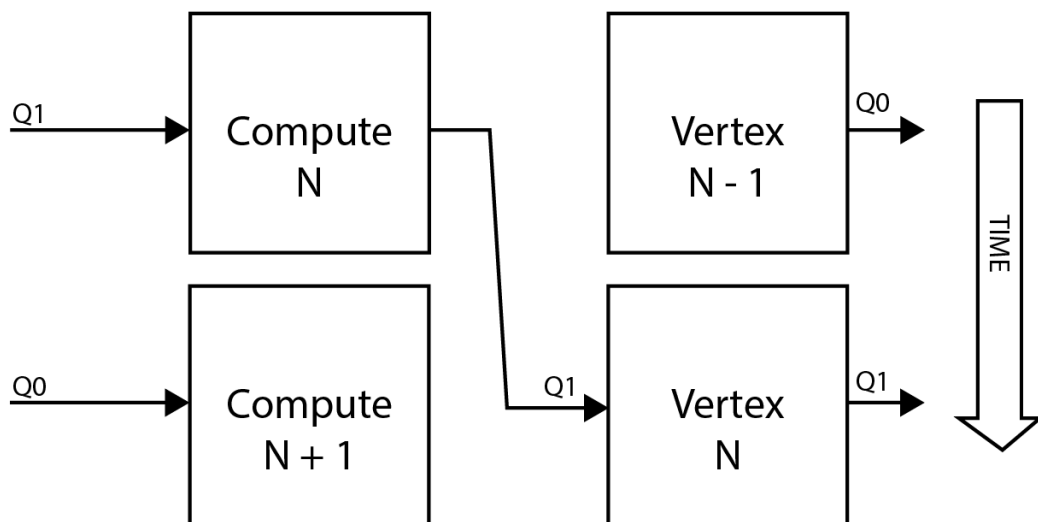 Q1
Compute
N
Vertex
N - 1
Q0
TIME
Q0
Compute
N + 1
Q1
Vertex
N
Q1